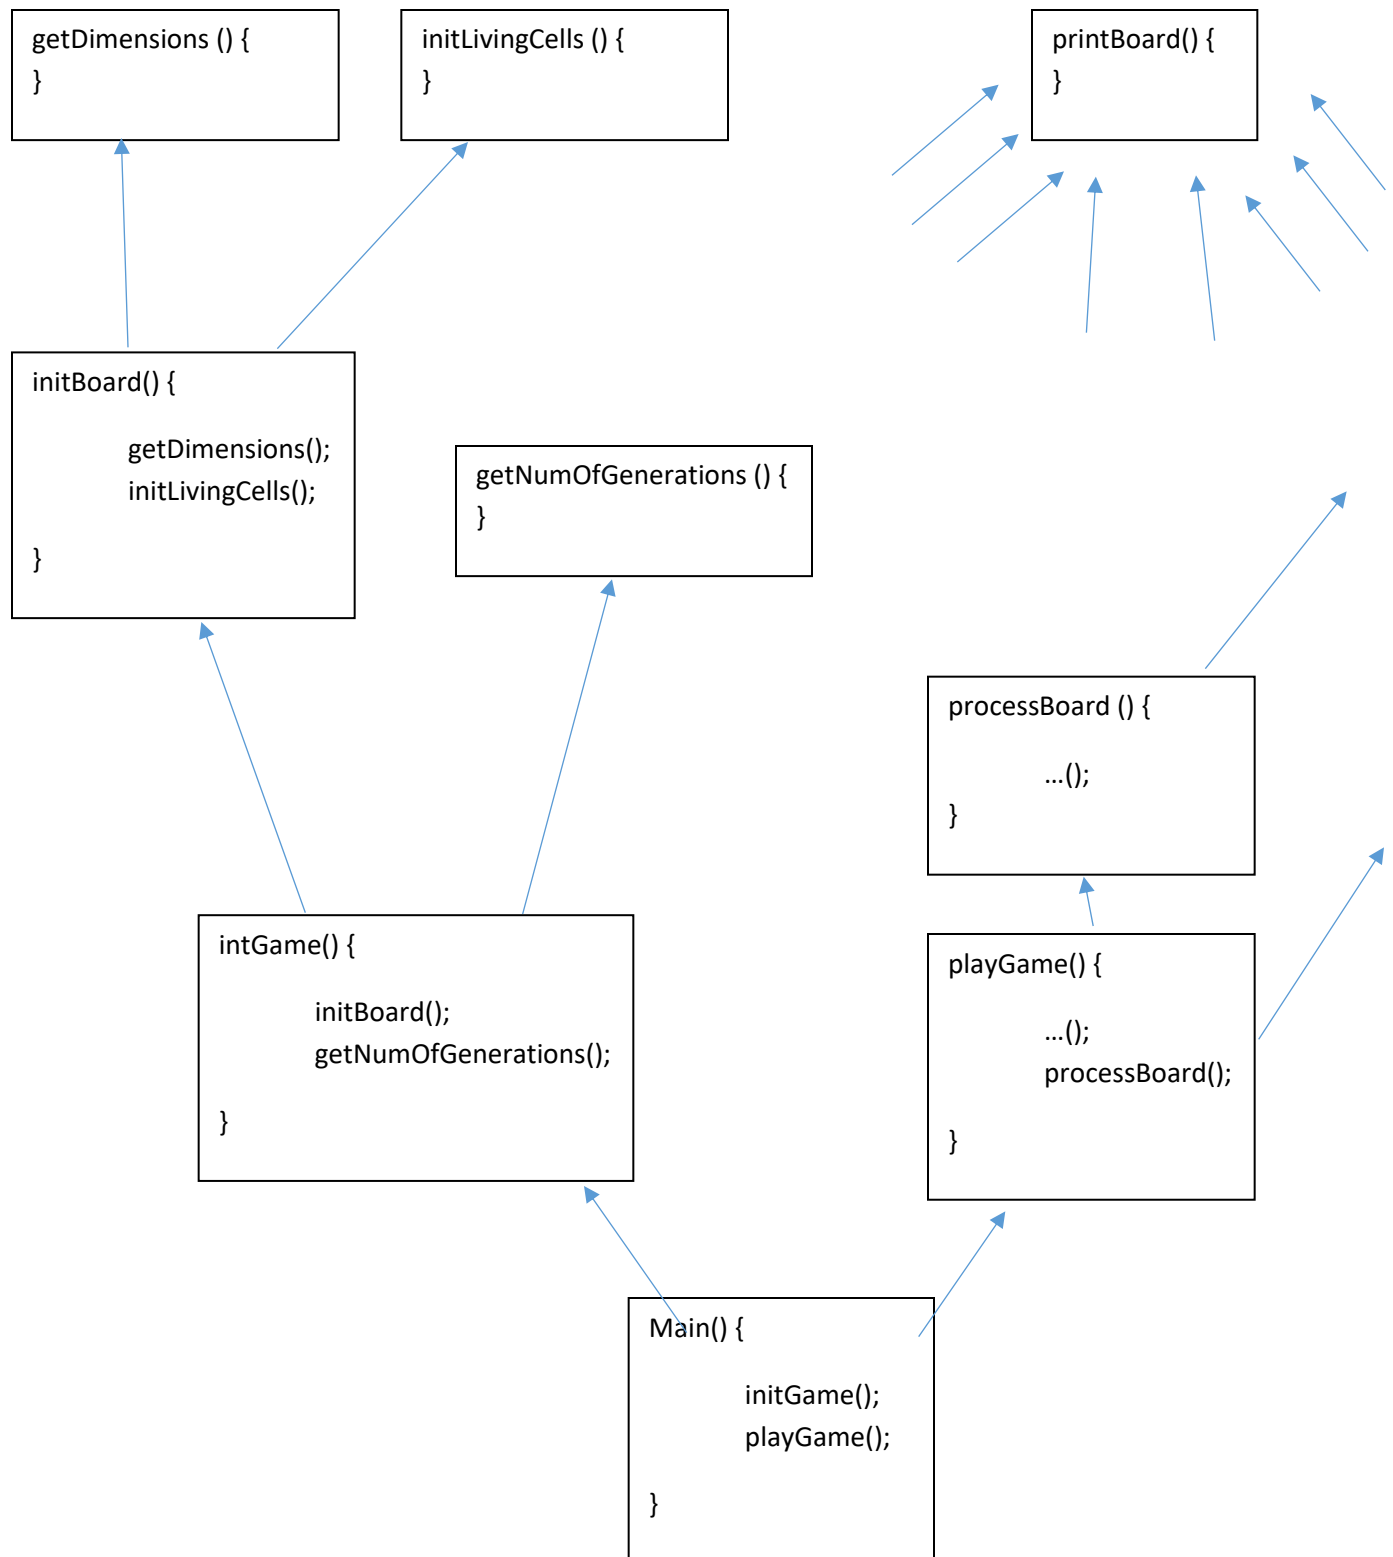 getDimensions () {
}
initLivingCells () {
}
printBoard() {
}
initBoard() {
getDimensions();
initLivingCells();
}
getNumOfGenerations () {
}
processBoard () {
...();
}
intGame() {
initBoard();
getNumOfGenerations();
}
playGame() {
...();
processBoard();
}
Main() {
initGame();
playGame();
}